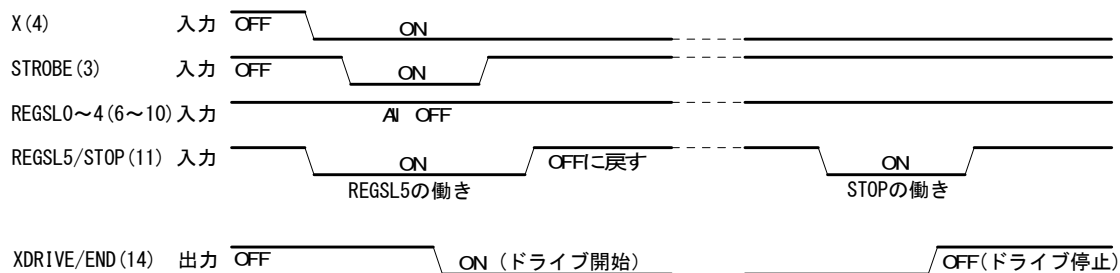 X(4) 入力 OFF ON
STROBE(3) 入力 OFF ON
REGSL0～4(6～10) 入力 All OFF
REGSL5/STOP(11) 入力 ON OFFに戻す ON
REGSL5の働き STOPの働き
XDRIVE/END(14) 出力 OFF ON（ドライブ開始） OFF(ドライブ停止)